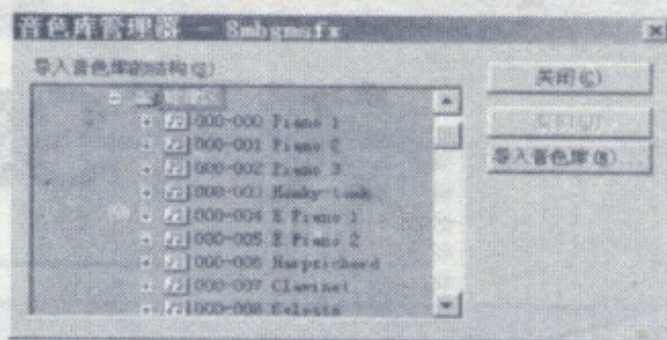 音色库管理器 - 8mbgmsfx
导入音色库的结构(S)
关闭(C)
导入音色库(I)
000-000 Piano 1
000-001 Piano 2
000-002 Piano 3
000-003 Honky-tonk
000-004 E Piano 1
000-005 E Piano 2
000-006 Harpsichord
000-007 Clavinet
000-008 Celesta